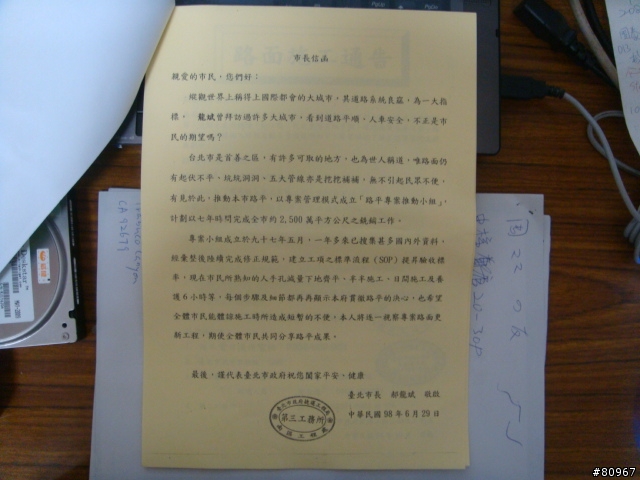 市長信函
親愛的市民，您們好：
縱觀世界上稱得上國際都會的大城市，其道路系統良窳，為一大指
標。龍斌曾拜訪過許多大城市，看到道路平順、人車安全，不正是市
民的期望嗎？
台北市是首善之區，有許多可取的地方，也為世人稱道，唯路面仍
有起伏不平、坑坑洞洞、五大管線亦是挖挖補補，無不引起民眾不便，
有見於此，推動本市路平，以專案管理模式成立「路平專案推動小組」，
計劃以七年時間完成全市約2,500萬平方公尺之銑鋪工作。
專案小組成立於九十七年五月，一年多來已搜集甚多國內外資料，
經彙整後陸續完成修正規範、建立工項之標準流程(SOP)提昇驗收標
準，現在市民所熟知的人手孔減量下地齊平、半半施工、日間施工及養
護6小時等，每個步驟及細節都再再顯示本府貫徹路平的決心，也希望
全體市民能體諒施工時所造成短暫的不便，本人將逐一視察專案路面更
新工程，期使全體市民共同分享路平成果。
最後，謹代表臺北市政府祝您闔家平安、健康
臺北市長 郝龍斌 敬啟
中華民國98年6月29日
第三工務所
#80967